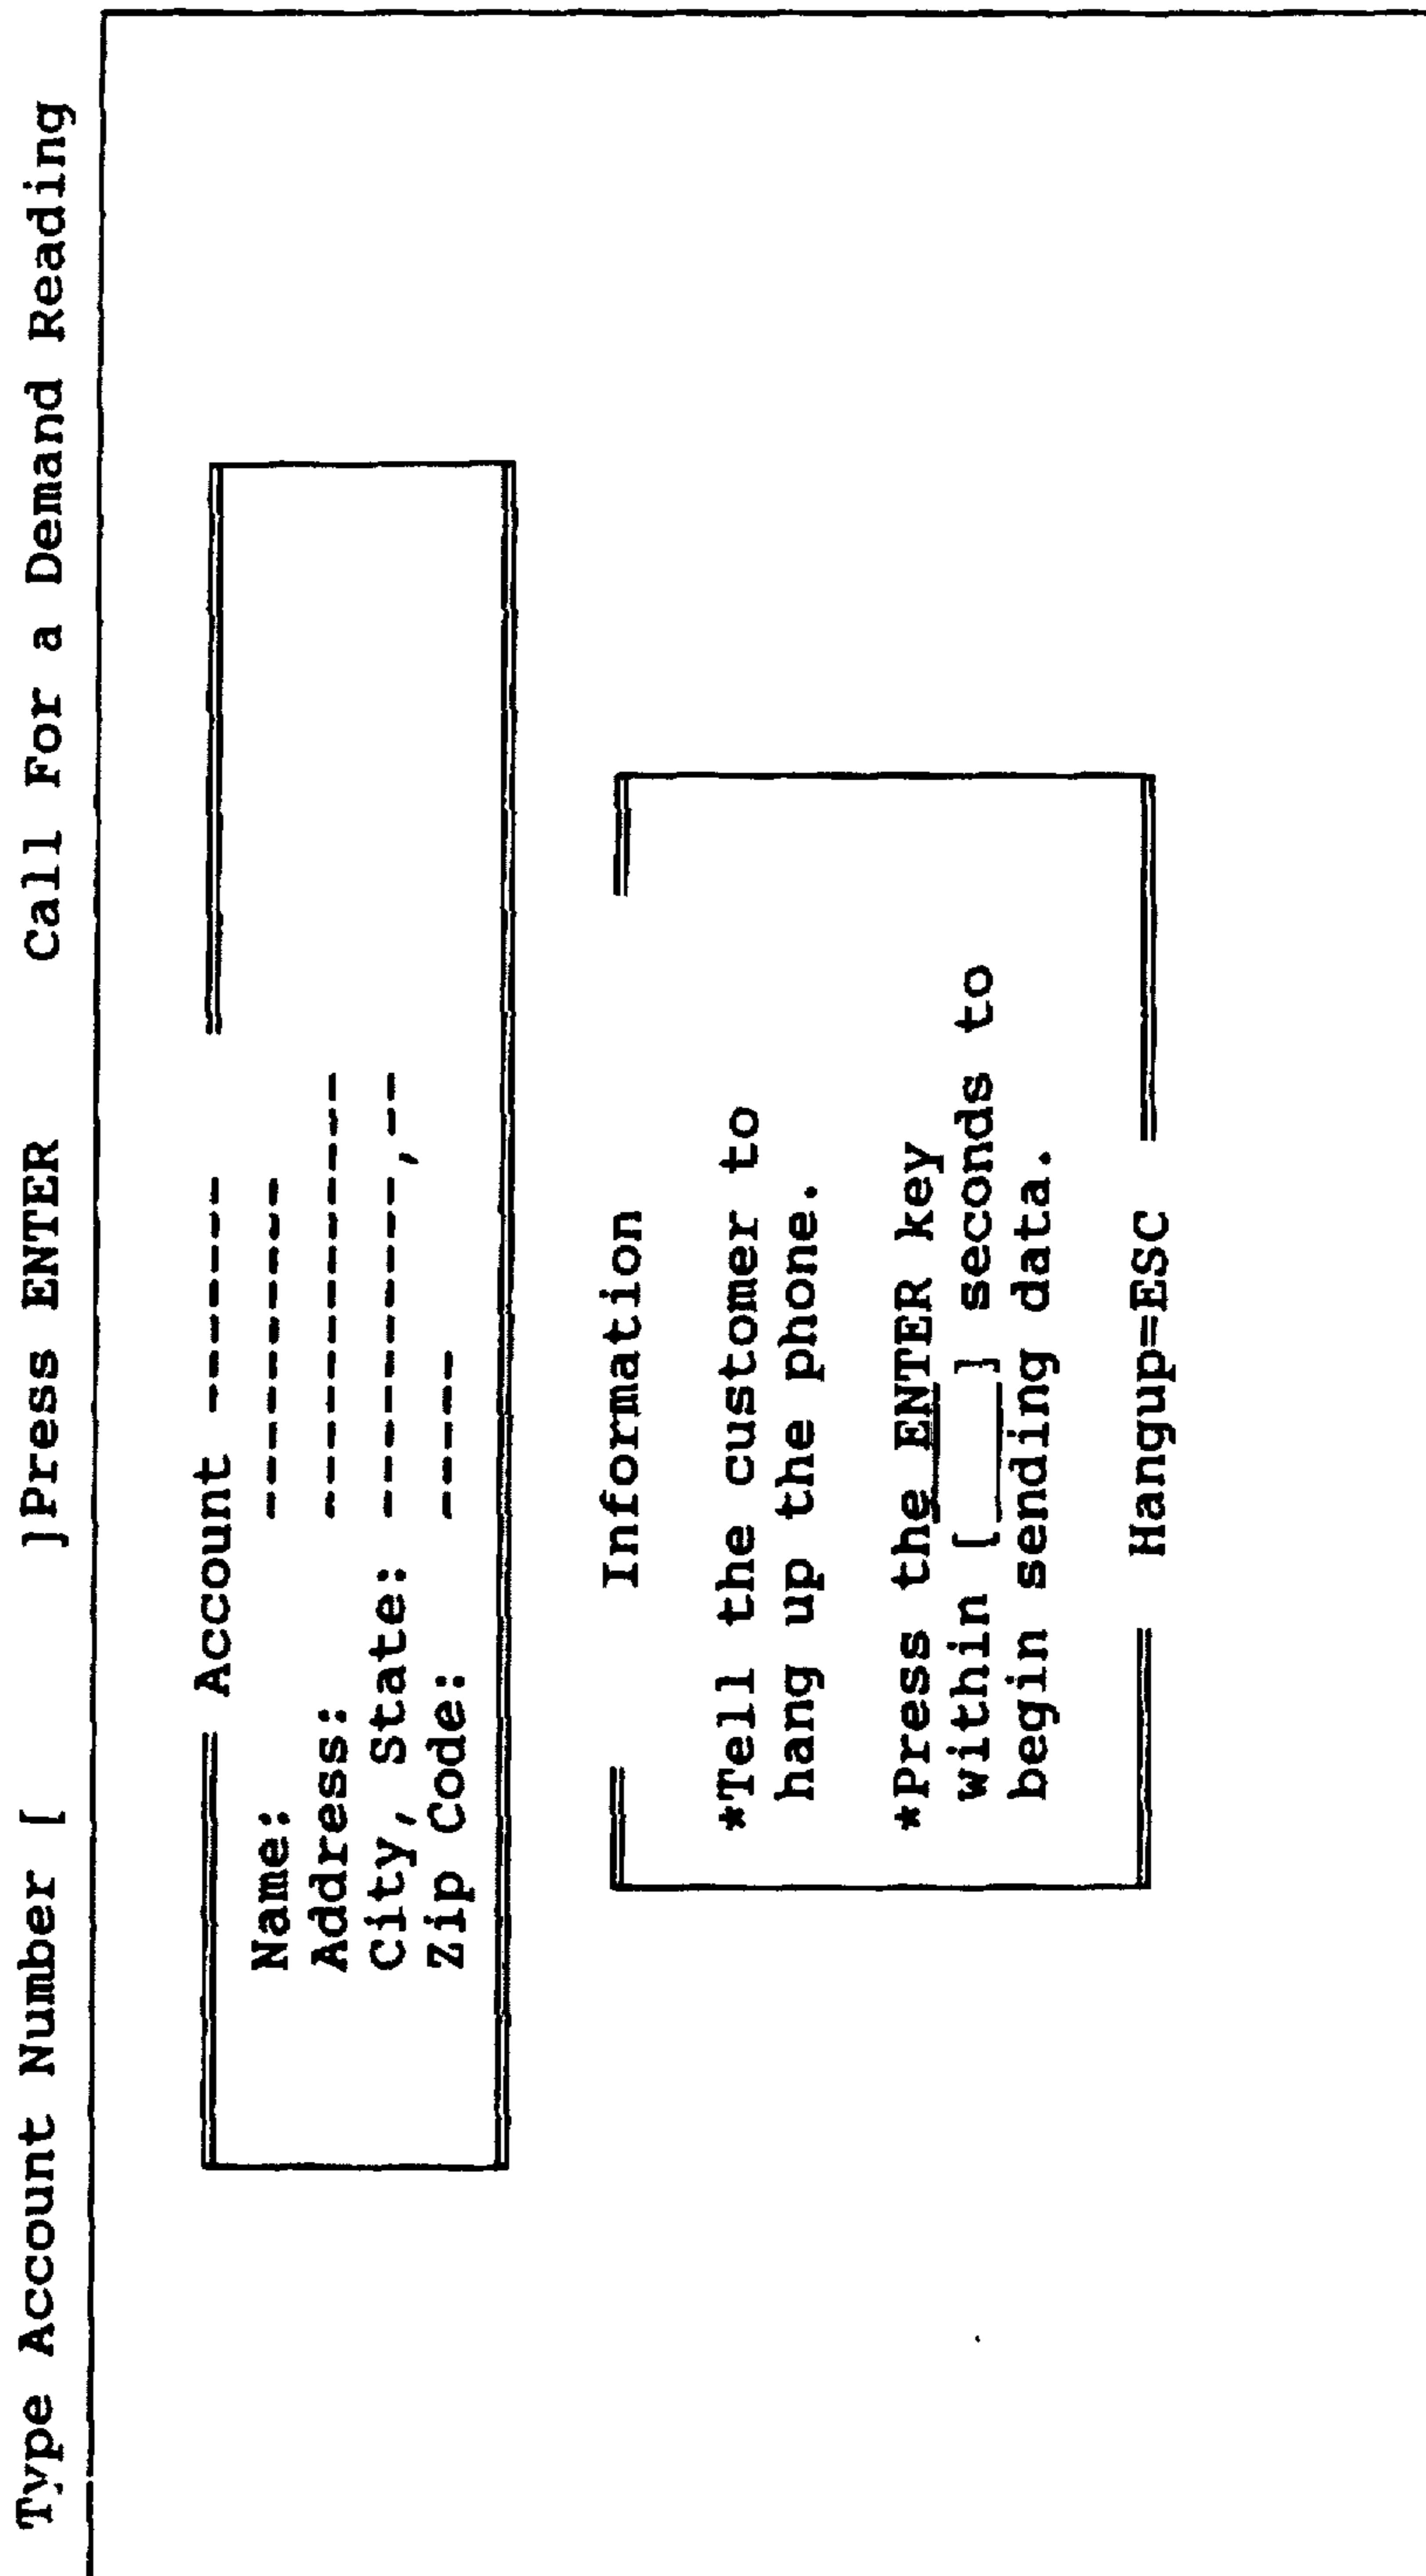 Type Account Number [          ]Press ENTER     Call For a Demand Reading
Account -------
Name:          ----------
Address:       --------------
City, State: ----------,--
Zip Code:      -----
Information
*Tell the customer to
hang up the phone.
*Press the ENTER key
within [    ] seconds to
begin sending data.
Hangup=ESC